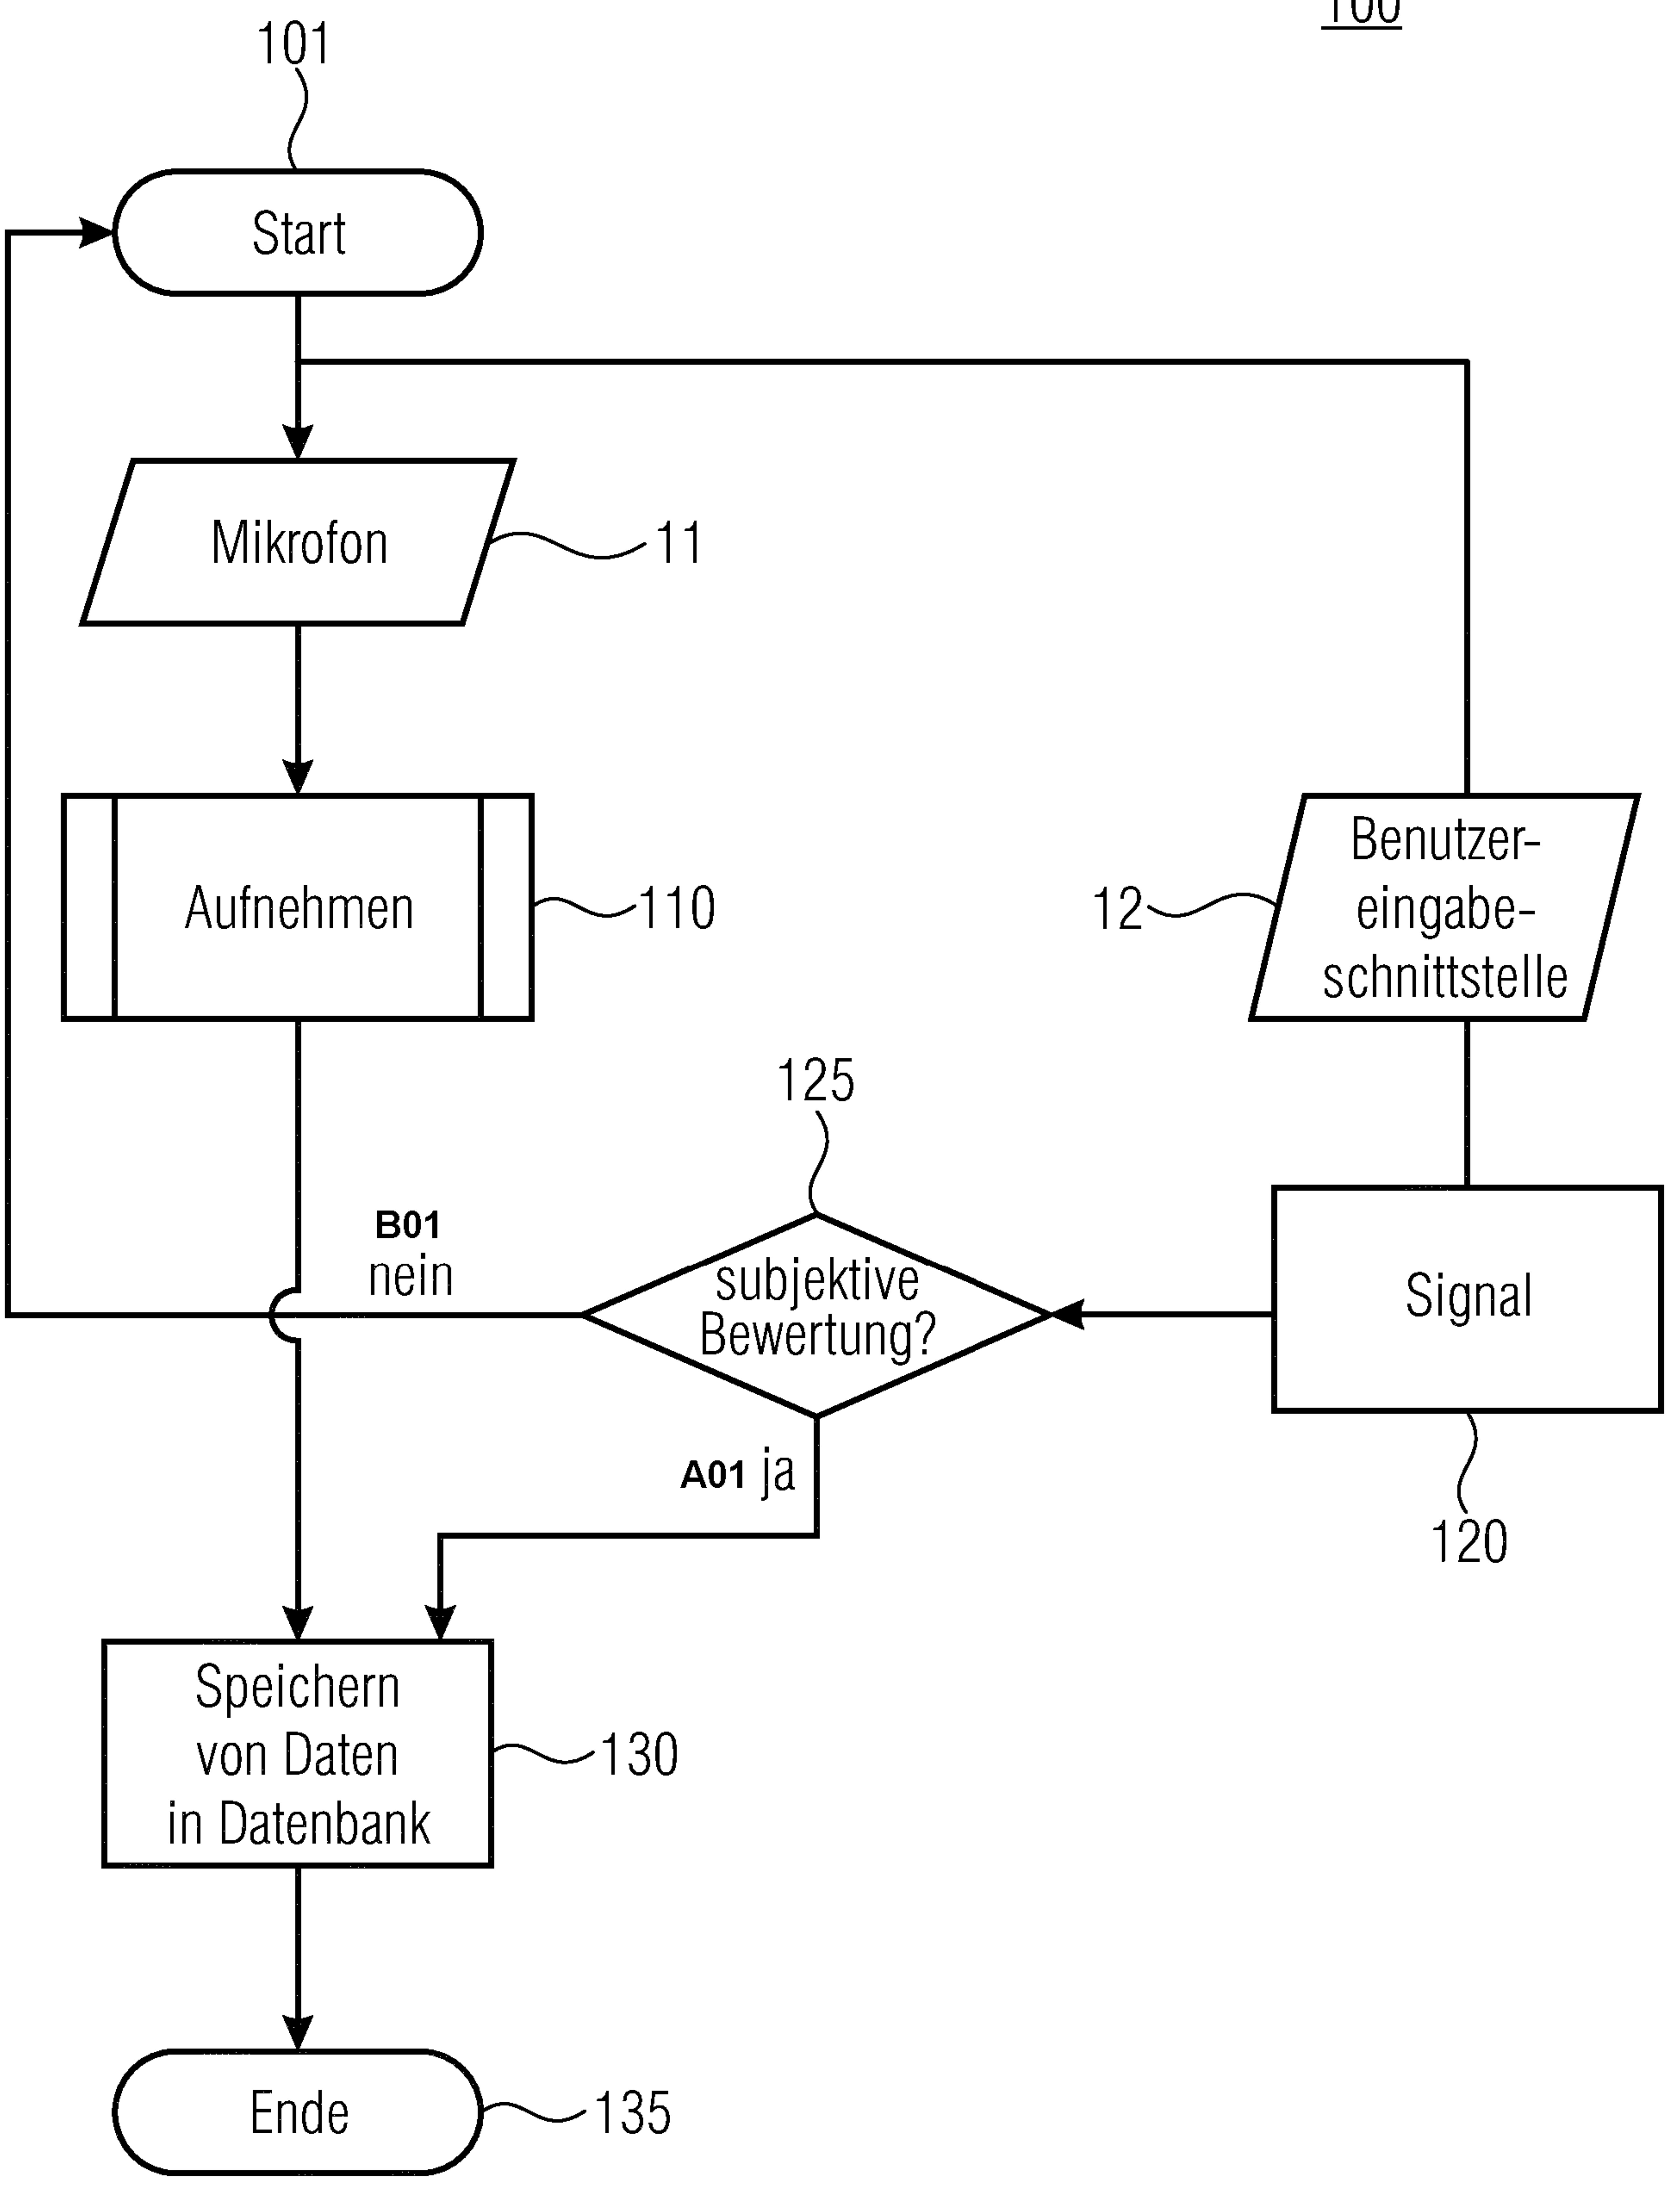 100
101
Start
Mikrofon
11
Aufnehmen
110
12
Benutzer-
eingabe-
schnittstelle
125
B01
nein
subjektive
Bewertung?
Signal
A01 ja
120
Speichern
von Daten
in Datenbank
130
Ende
135